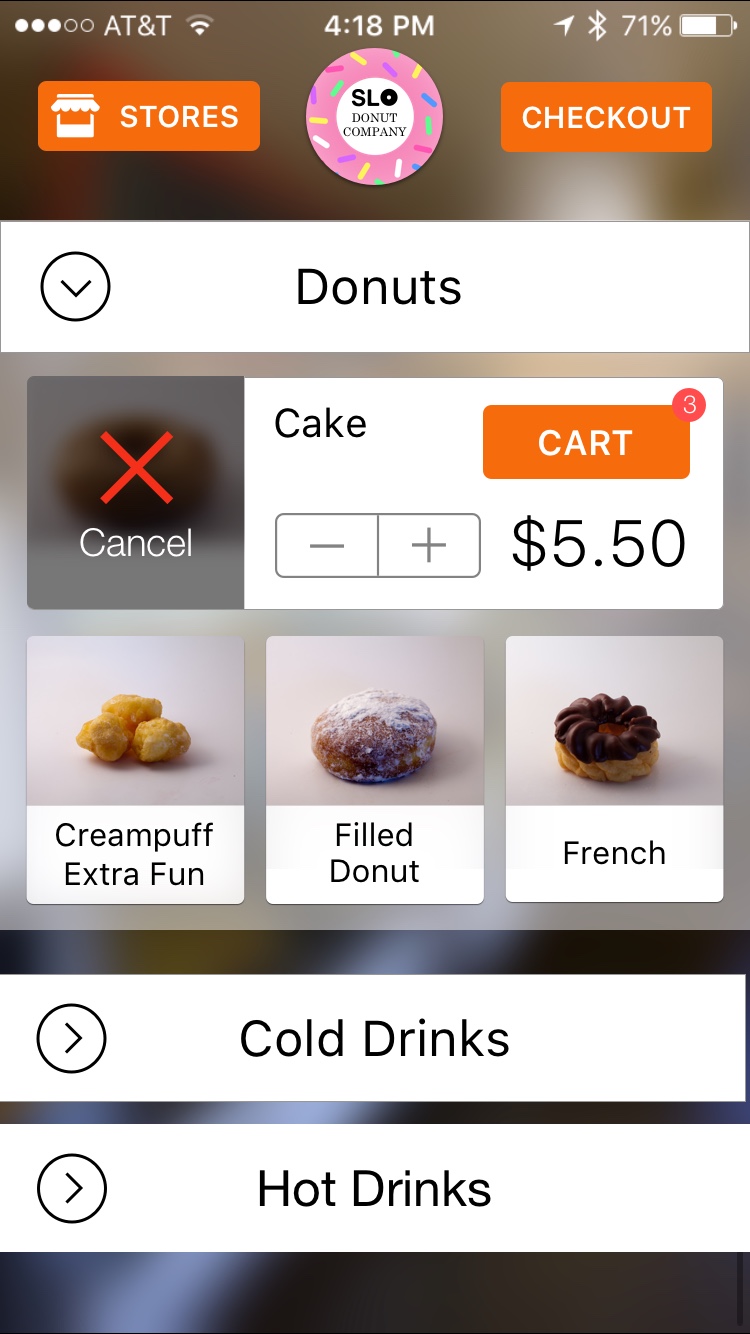 AT&T 4:18 PM 71%
STORES
SLO
DONUT
COMPANY
CHECKOUT
Donuts
Cake
3
CART
Cancel
$5.50
Creampuff
Extra Fun
Filled
Donut
French
Cold Drinks
Hot Drinks